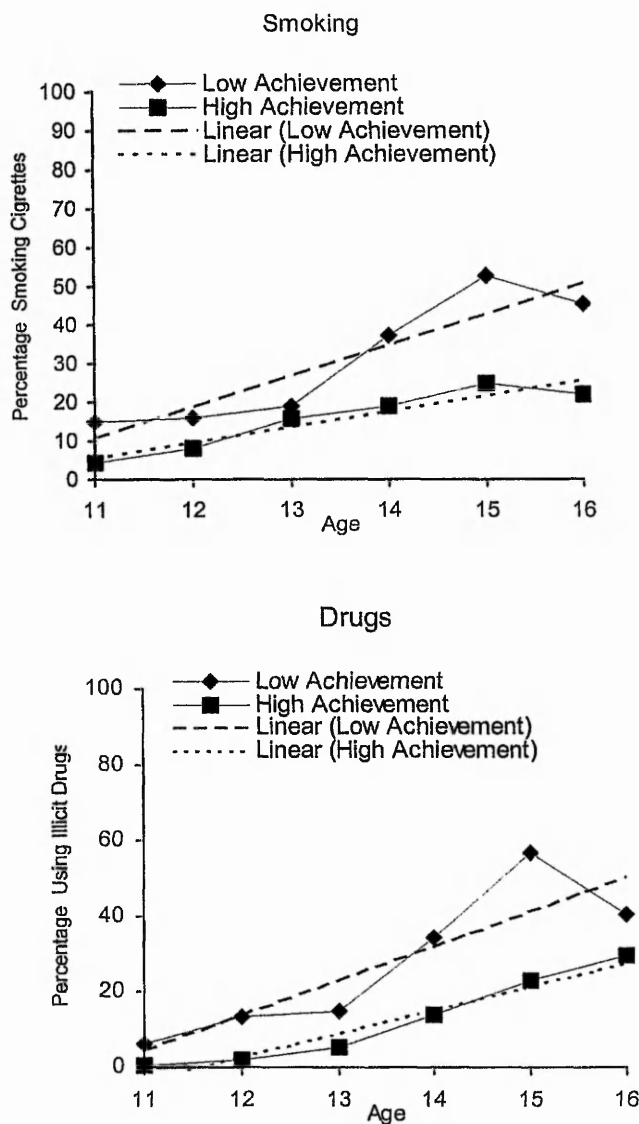 Smoking
Low Achievement
High Achievement
Linear (Low Achievement)
Linear (High Achievement)
Percentage Smoking Cigrettes
100
90
80
70
60
50
40
30
20
10
0
11 12 13 14 15 16
Age
Drugs
Low Achievement
High Achievement
Linear (Low Achievement)
Linear (High Achievement)
Percentage Using Illicit Drugs
100
80
60
40
20
0
11 12 13 14 15 16
Age